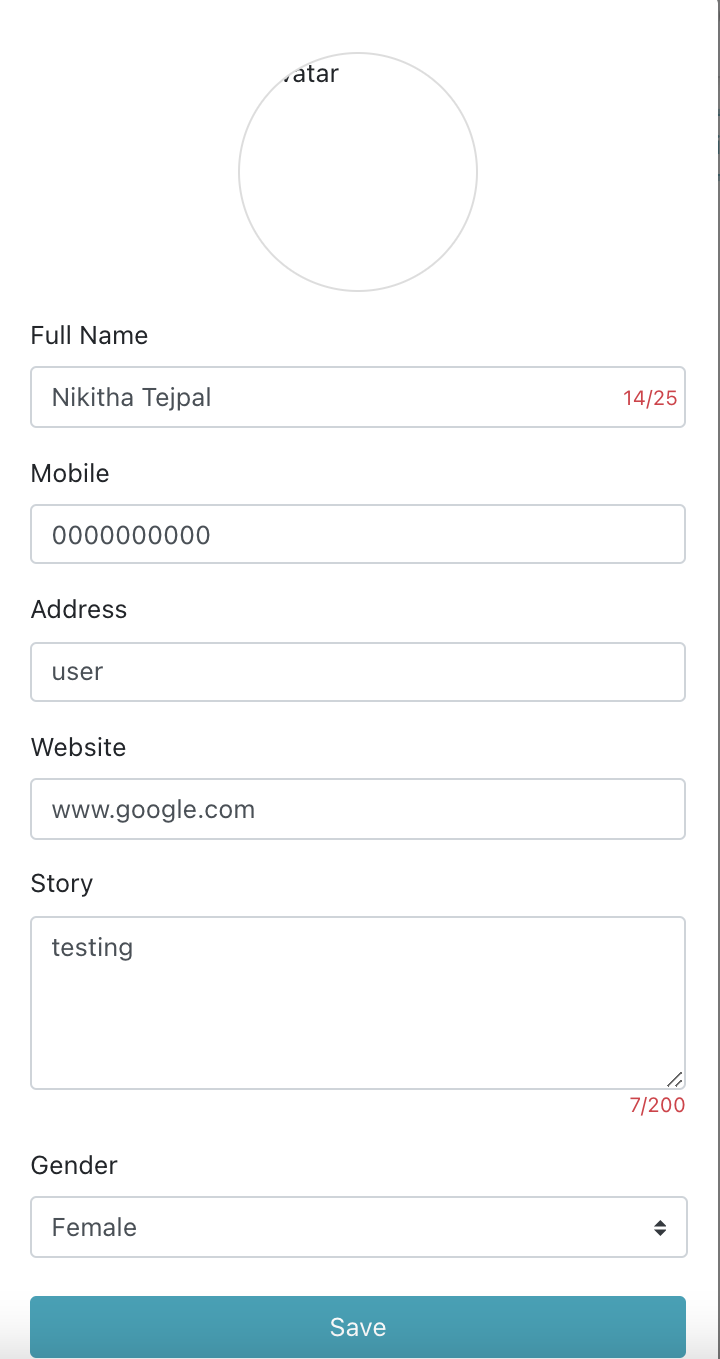 vatar
Full Name
Nikitha Tejpal 14/25
Mobile
0000000000
Address
user
Website
www.google.com
Story
testing
7/200
Gender
Female
Save